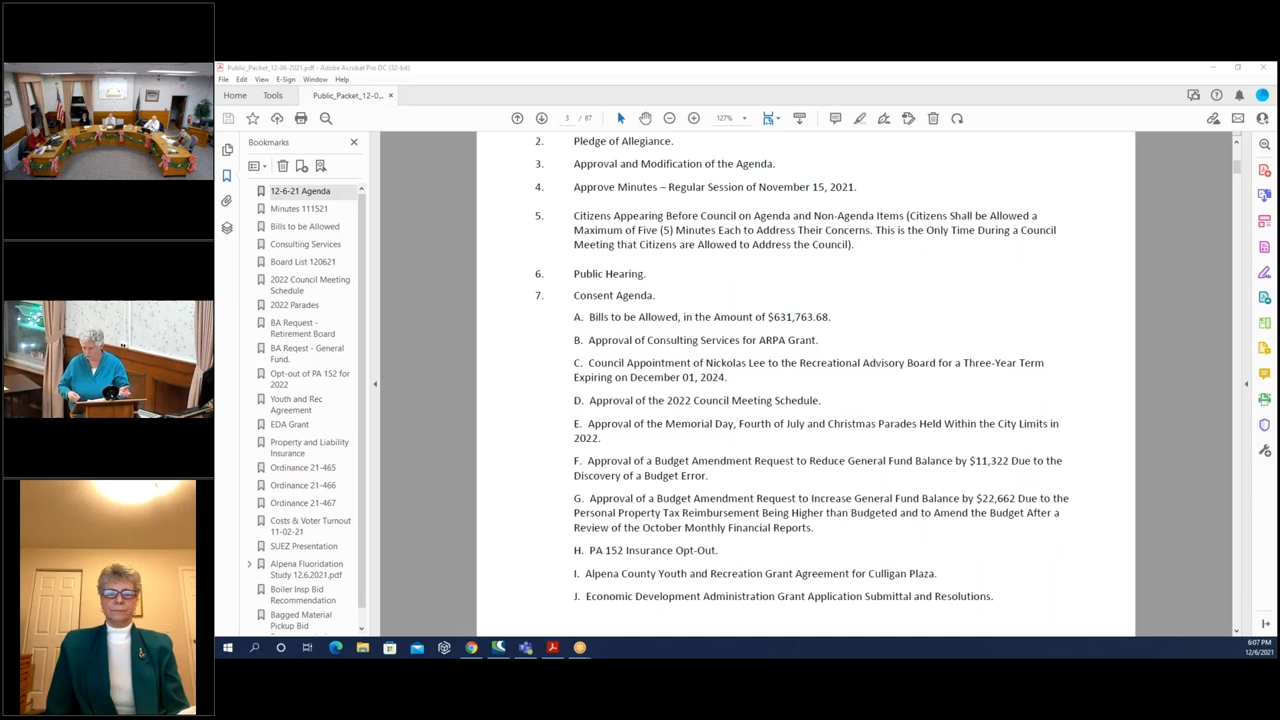 Public_Packet_12-06-2021.pdf - Adobe Acrobat Pro DC (32-bit)
File Edit View E-Sign Window Help
Home Tools Public_Packet_12-0... ×
3 / 87 127%
Bookmarks
12-6-21 Agenda
Minutes 111521
Bills to be Allowed
Consulting Services
Board List 120621
2022 Council Meeting
Schedule
2022 Parades
BA Request -
Retirement Board
BA Reqest - General
Fund.
Opt-out of PA 152 for
2022
Youth and Rec
Agreement
EDA Grant
Property and Liability
Insurance
Ordinance 21-465
Ordinance 21-466
Ordinance 21-467
Costs & Voter Turnout
11-02-21
SUEZ Presentation
Alpena Fluoridation
Study 12.6.2021.pdf
Boiler Insp Bid
Recommendation
Bagged Material
Pickup Bid
2. Pledge of Allegiance.
3. Approval and Modification of the Agenda.
4. Approve Minutes – Regular Session of November 15, 2021.
5. Citizens Appearing Before Council on Agenda and Non-Agenda Items (Citizens Shall be Allowed a
Maximum of Five (5) Minutes Each to Address Their Concerns. This is the Only Time During a Council
Meeting that Citizens are Allowed to Address the Council).
6. Public Hearing.
7. Consent Agenda.
A. Bills to be Allowed, in the Amount of $631,763.68.
B. Approval of Consulting Services for ARPA Grant.
C. Council Appointment of Nickolas Lee to the Recreational Advisory Board for a Three-Year Term
Expiring on December 01, 2024.
D. Approval of the 2022 Council Meeting Schedule.
E. Approval of the Memorial Day, Fourth of July and Christmas Parades Held Within the City Limits in
2022.
F. Approval of a Budget Amendment Request to Reduce General Fund Balance by $11,322 Due to the
Discovery of a Budget Error.
G. Approval of a Budget Amendment Request to Increase General Fund Balance by $22,662 Due to the
Personal Property Tax Reimbursement Being Higher than Budgeted and to Amend the Budget After a
Review of the October Monthly Financial Reports.
H. PA 152 Insurance Opt-Out.
I. Alpena County Youth and Recreation Grant Agreement for Culligan Plaza.
J. Economic Development Administration Grant Application Submittal and Resolutions.
6:07 PM
12/6/2021